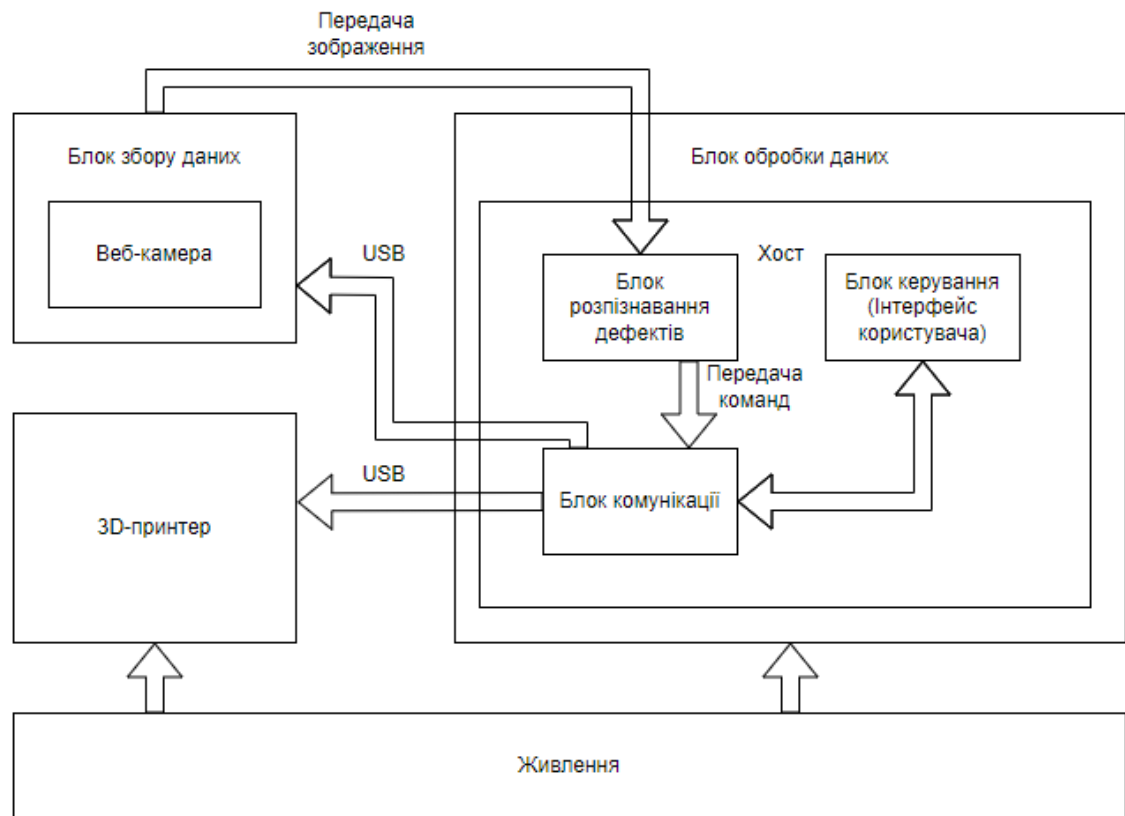 Передача
зображення
Блок збору даних
Веб-камера
USB
Блок обробки даних
Хост
Блок
розпізнавання
дефектів
Блок керування
(Інтерфейс
користувача)
Передача
команд
USB
Блок комунікації
3D-принтер
Живлення